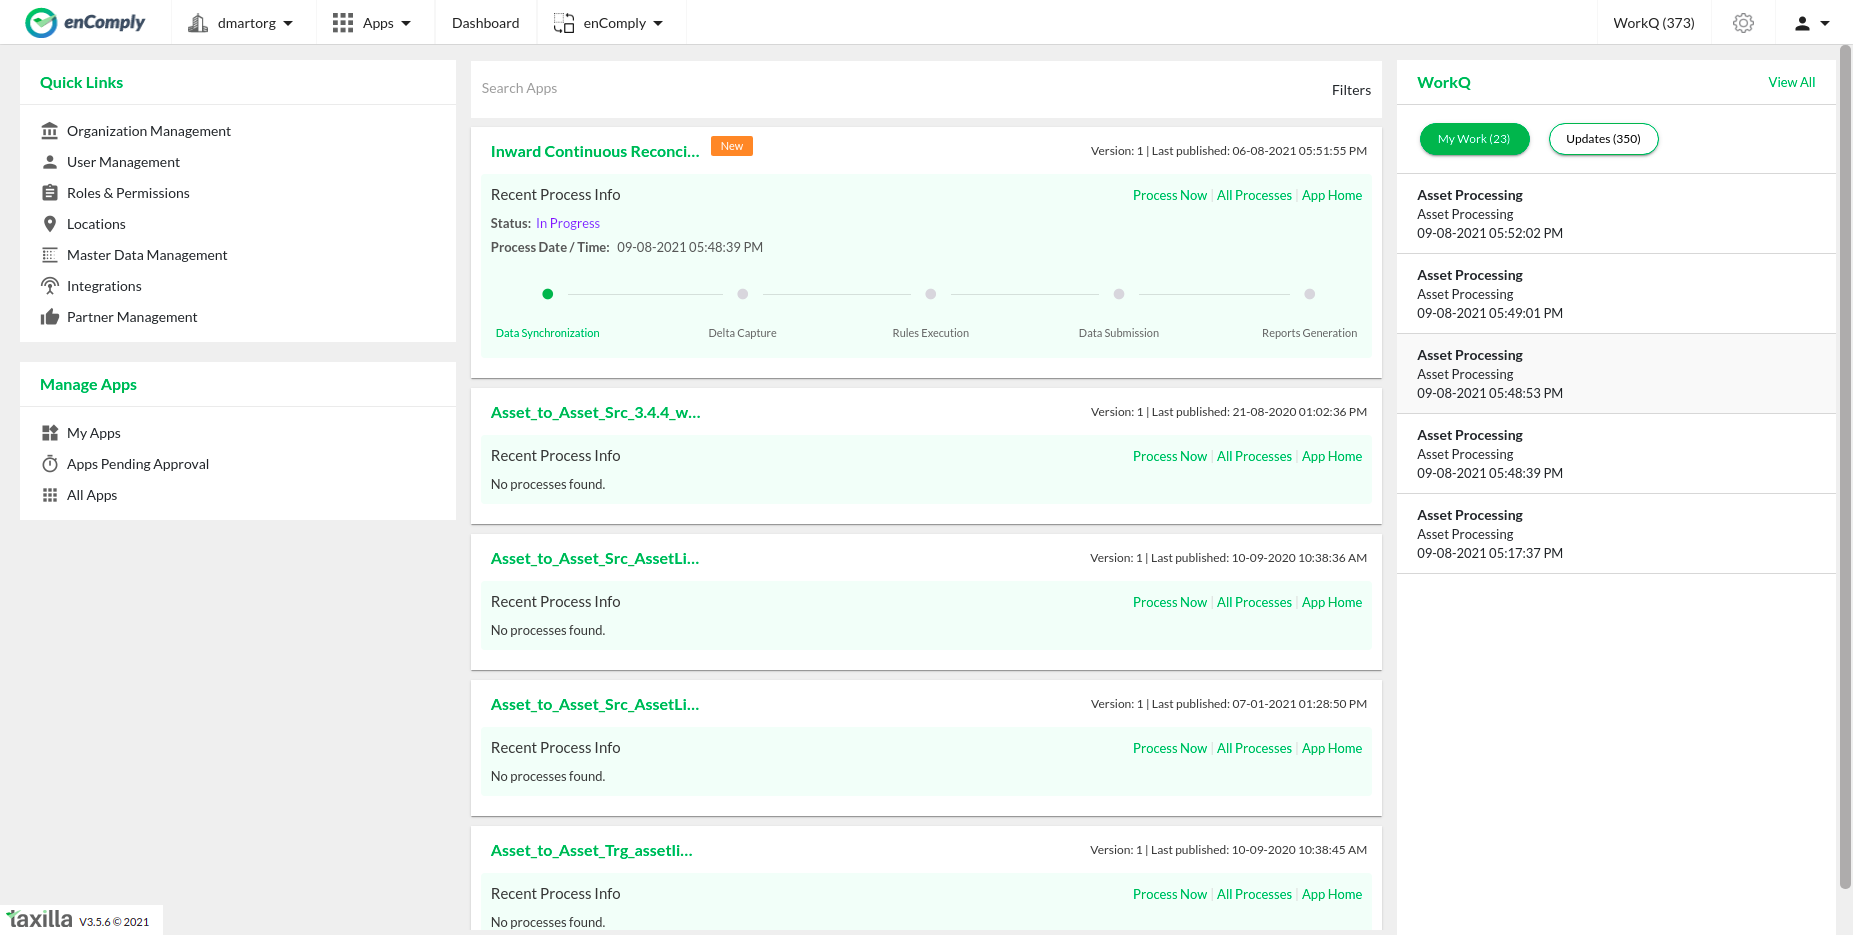 enComply
dmartorg
Apps
Dashboard
enComply
WorkQ (373)
Quick Links
Organization Management
User Management
Roles & Permissions
Locations
Master Data Management
Integrations
Partner Management
Manage Apps
My Apps
Apps Pending Approval
All Apps
Search Apps
Filters
Inward Continuous Reconci...
New
Version: 1 | Last published: 06-08-2021 05:51:55 PM
Recent Process Info
Process Now | All Processes | App Home
Status: In Progress
Process Date / Time: 09-08-2021 05:48:39 PM
Data Synchronization
Delta Capture
Rules Execution
Data Submission
Reports Generation
Asset_to_Asset_Src_3.4.4_w...
Version: 1 | Last published: 21-08-2020 01:02:36 PM
Recent Process Info
Process Now | All Processes | App Home
No processes found.
Asset_to_Asset_Src_AssetLi...
Version: 1 | Last published: 10-09-2020 10:38:36 AM
Recent Process Info
Process Now | All Processes | App Home
No processes found.
Asset_to_Asset_Src_AssetLi...
Version: 1 | Last published: 07-01-2021 01:28:50 PM
Recent Process Info
Process Now | All Processes | App Home
No processes found.
Asset_to_Asset_Trg_assetli...
Version: 1 | Last published: 10-09-2020 10:38:45 AM
Recent Process Info
Process Now | All Processes | App Home
No processes found.
WorkQ
View All
My Work (23)
Updates (350)
Asset Processing
Asset Processing
09-08-2021 05:52:02 PM
Asset Processing
Asset Processing
09-08-2021 05:49:01 PM
Asset Processing
Asset Processing
09-08-2021 05:48:53 PM
Asset Processing
Asset Processing
09-08-2021 05:48:39 PM
Asset Processing
Asset Processing
09-08-2021 05:17:37 PM
taxilla V3.5.6 © 2021